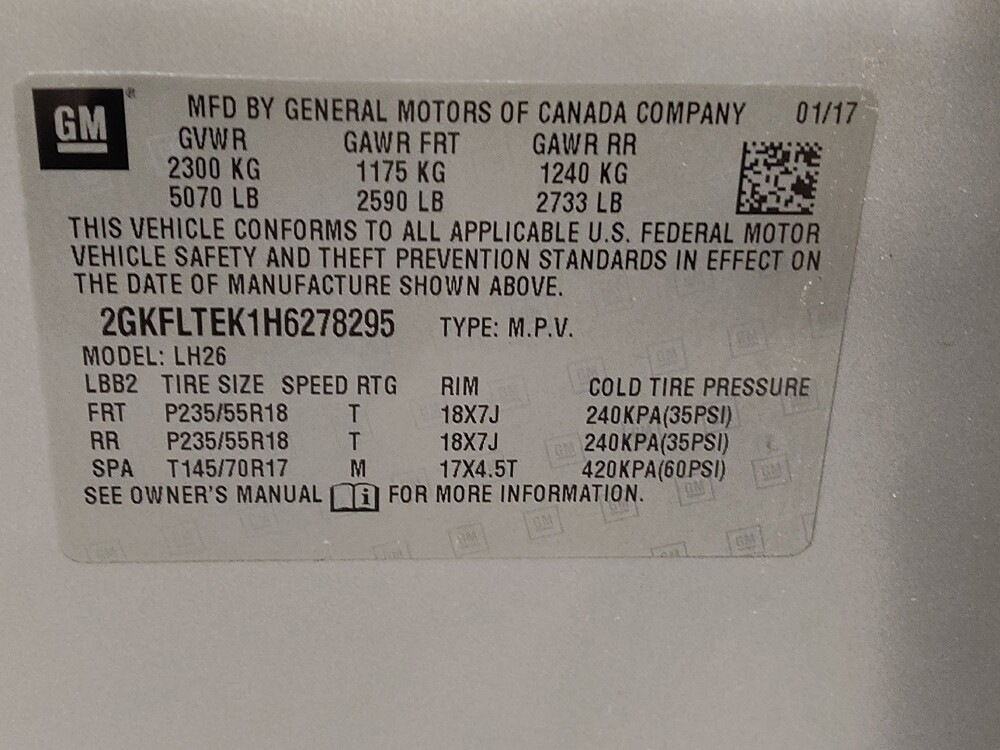 GM® MFD BY GENERAL MOTORS OF CANADA COMPANY 01/17
GVWR GAWR FRT GAWR RR
2300 KG 1175 KG 1240 KG
5070 LB 2590 LB 2733 LB
THIS VEHICLE CONFORMS TO ALL APPLICABLE U.S. FEDERAL MOTOR
VEHICLE SAFETY AND THEFT PREVENTION STANDARDS IN EFFECT ON
THE DATE OF MANUFACTURE SHOWN ABOVE.
2GKFLTEK1H6278295 TYPE: M.P.V.
MODEL: LH26
LBB2 TIRE SIZE SPEED RTG RIM COLD TIRE PRESSURE
FRT P235/55R18 T 18X7J 240KPA(35PSI)
RR P235/55R18 T 18X7J 240KPA(35PSI)
SPA T145/70R17 M 17X4.5T 420KPA(60PSI)
SEE OWNER'S MANUAL i FOR MORE INFORMATION.